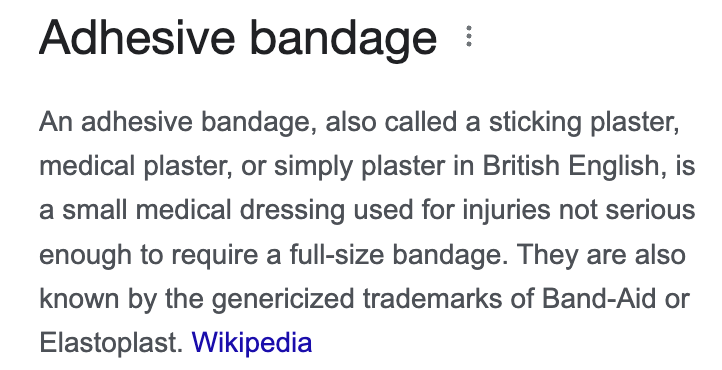 Adhesive bandage
An adhesive bandage, also called a sticking plaster,
medical plaster, or simply plaster in British English, is
a small medical dressing used for injuries not serious
enough to require a full-size bandage. They are also
known by the genericized trademarks of Band-Aid or
Elastoplast. Wikipedia